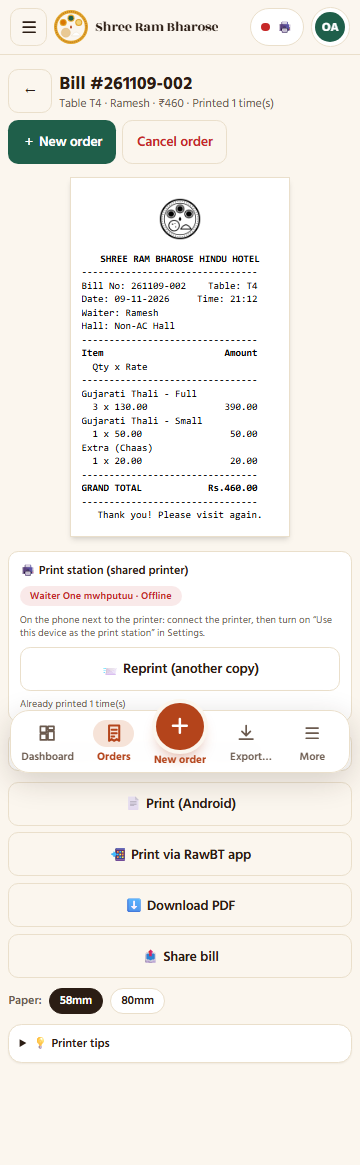 Shree Ram Bharose
OA
←
Bill #261109-002
Table T4 · Ramesh · ₹460 · Printed 1 time(s)
+ New order
Cancel order
SHREE RAM BHAROSE HINDU HOTEL
--------------------------------
Bill No: 261109-002 Table: T4
Date: 09-11-2026 Time: 21:12
Waiter: Ramesh
Hall: Non-AC Hall
--------------------------------
Item Amount
Qty x Rate
--------------------------------
Gujarati Thali - Full
3 x 130.00 390.00
Gujarati Thali - Small
1 x 50.00 50.00
Extra (Chaas)
1 x 20.00 20.00
--------------------------------
GRAND TOTAL Rs.460.00
--------------------------------
Thank you! Please visit again.
Print station (shared printer)
Waiter One mwhputuu · Offline
On the phone next to the printer: connect the printer, then turn on “Use
this device as the print station” in Settings.
Reprint (another copy)
Already printed 1 time(s)
Dashboard
Orders
New order
Export...
More
Print (Android)
Print via RawBT app
Download PDF
Share bill
Paper: 58mm 80mm
Printer tips